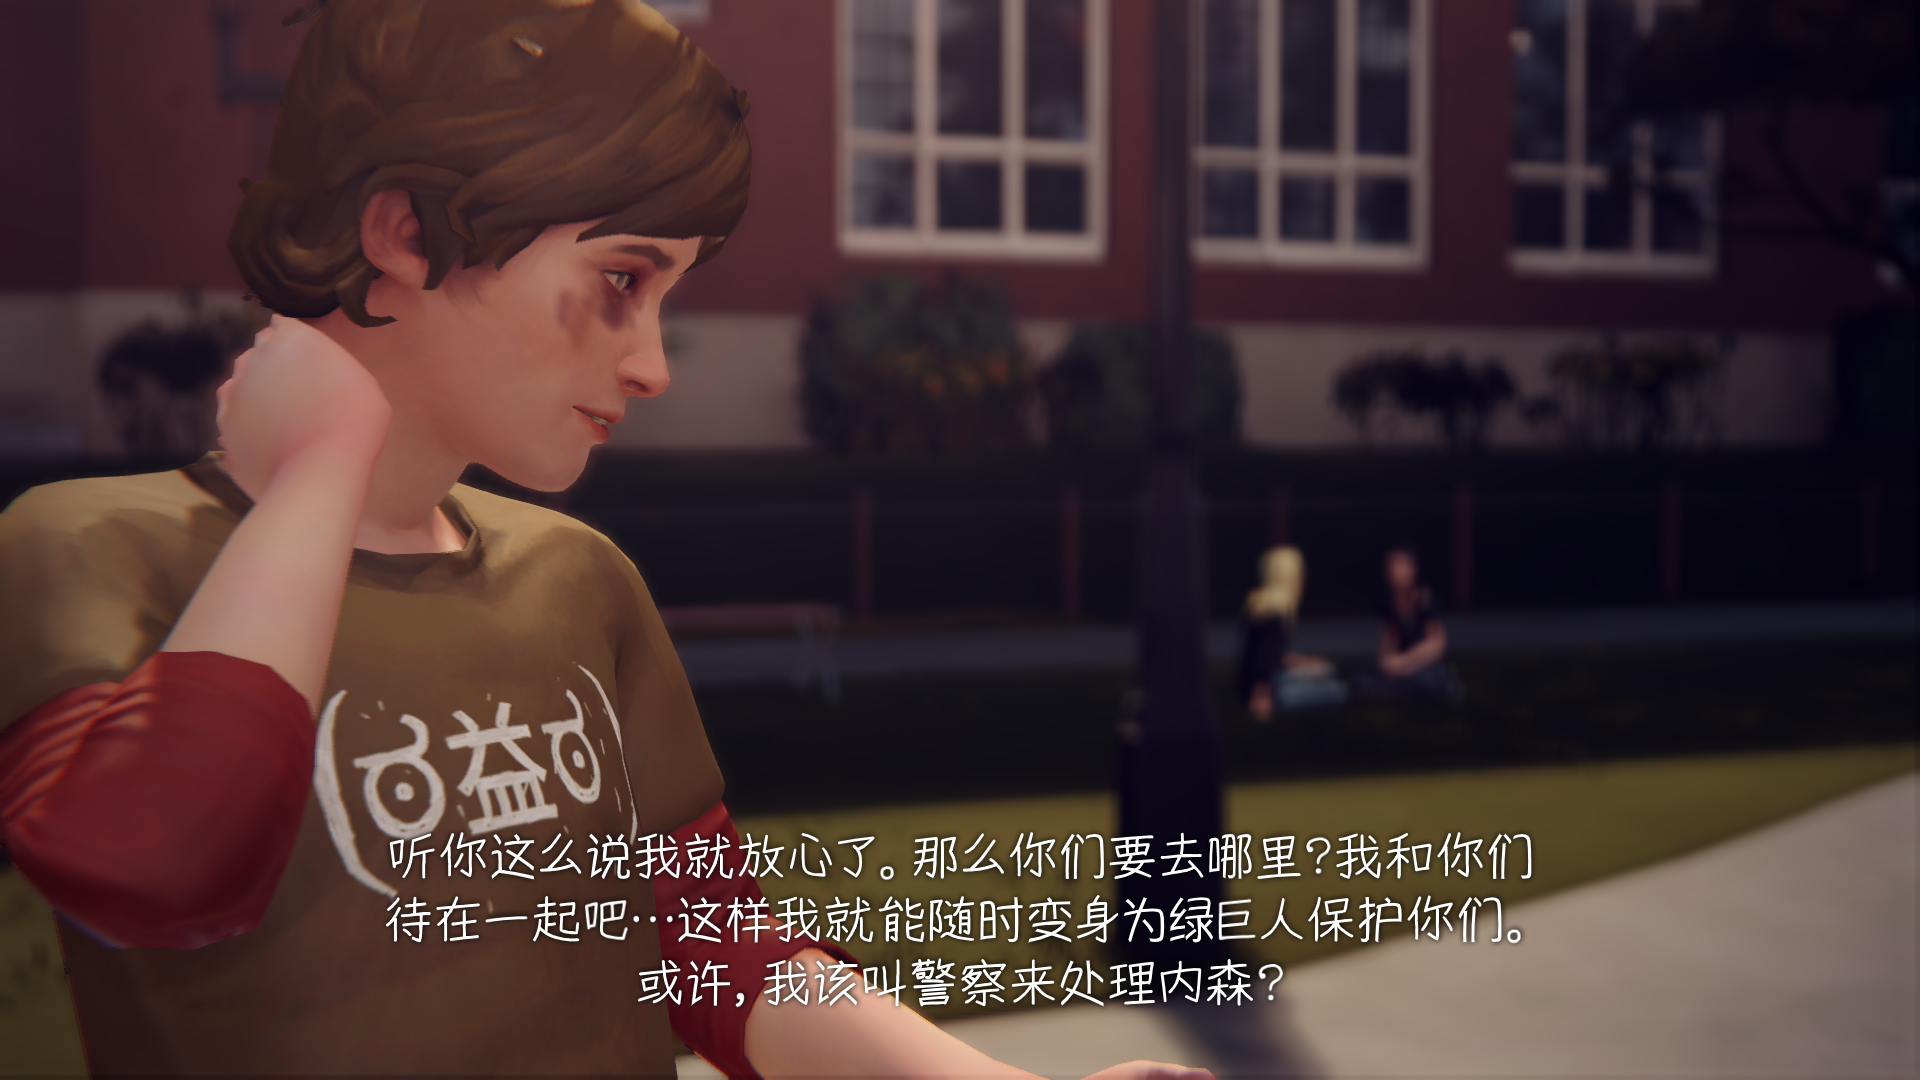 (ಠ益ಠ)
听你这么说我就放心了。那么你们要去哪里?我和你们
待在一起吧…这样我就能随时变身为绿巨人保护你们。
或许,我该叫警察来处理内森?